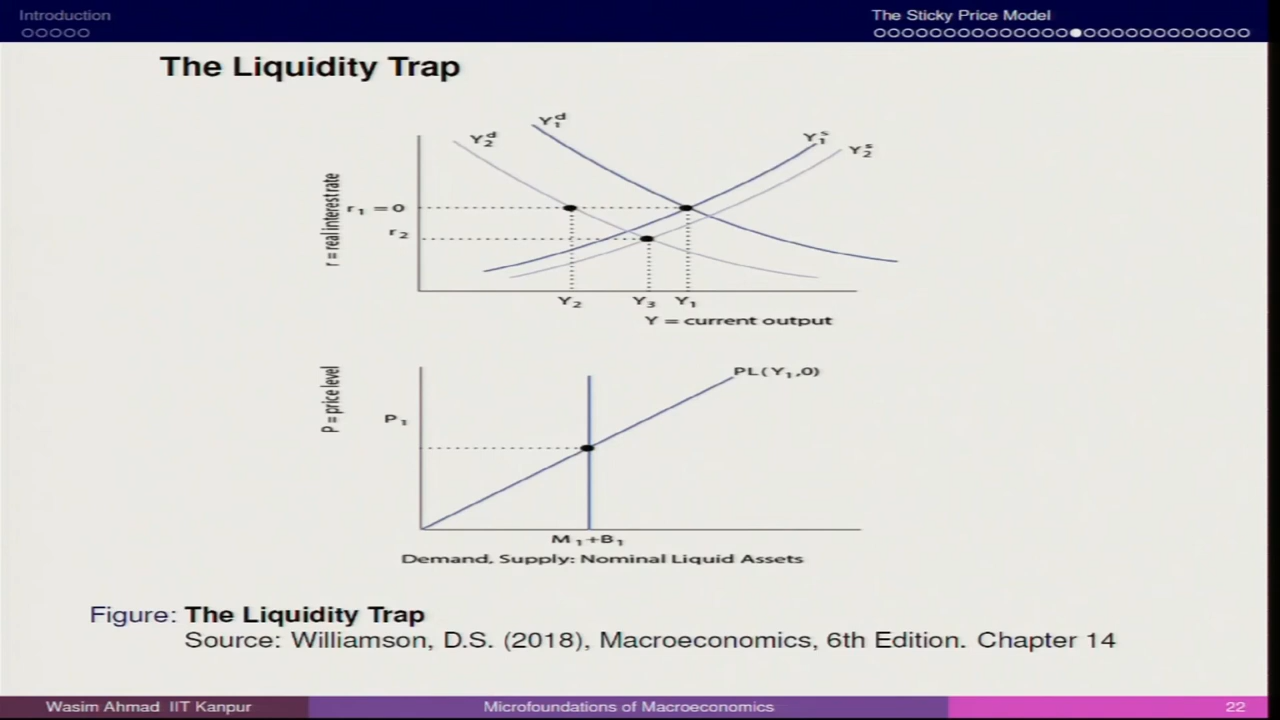 Introduction
The Sticky Price Model
The Liquidity Trap
Y₂ᵈ
Y₁ᵈ
Y₁ˢ
Y₂ˢ
r = real interest rate
r₁ = 0
r₂
Y₂
Y₃
Y₁
Y = current output
P = price level
P₁
PL(Y₁,0)
M₁+B₁
Demand, Supply: Nominal Liquid Assets
Figure: The Liquidity Trap
Source: Williamson, D.S. (2018), Macroeconomics, 6th Edition. Chapter 14
Wasim Ahmad IIT Kanpur
Microfoundations of Macroeconomics
22